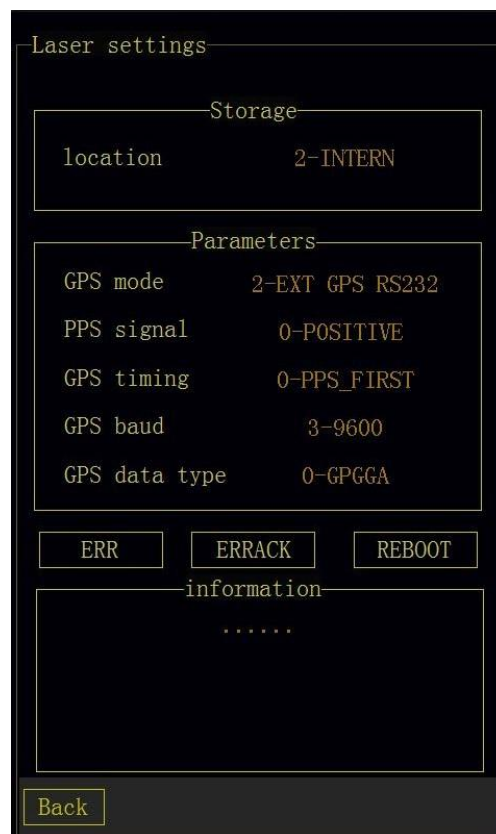 Laser settings
Storage
location 2-INTERN
Parameters
GPS mode 2-EXT GPS RS232
PPS signal 0-POSITIVE
GPS timing 0-PPS_FIRST
GPS baud 3-9600
GPS data type 0-GPGGA
ERR ERRACK REBOOT
information
......
Back